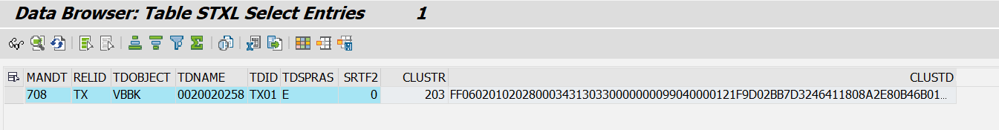 Data Browser: Table STXL Select Entries 1
MANDT RELID TDOBJECT TDNAME TDID TDSPRAS SRTF2 CLUSTR CLUSTD
708 TX VBBK 0020020258 TX01 E 0 203 FF060201020280003431303300000000099040000121F9D02BB7D3246411808A2E80B46B01...